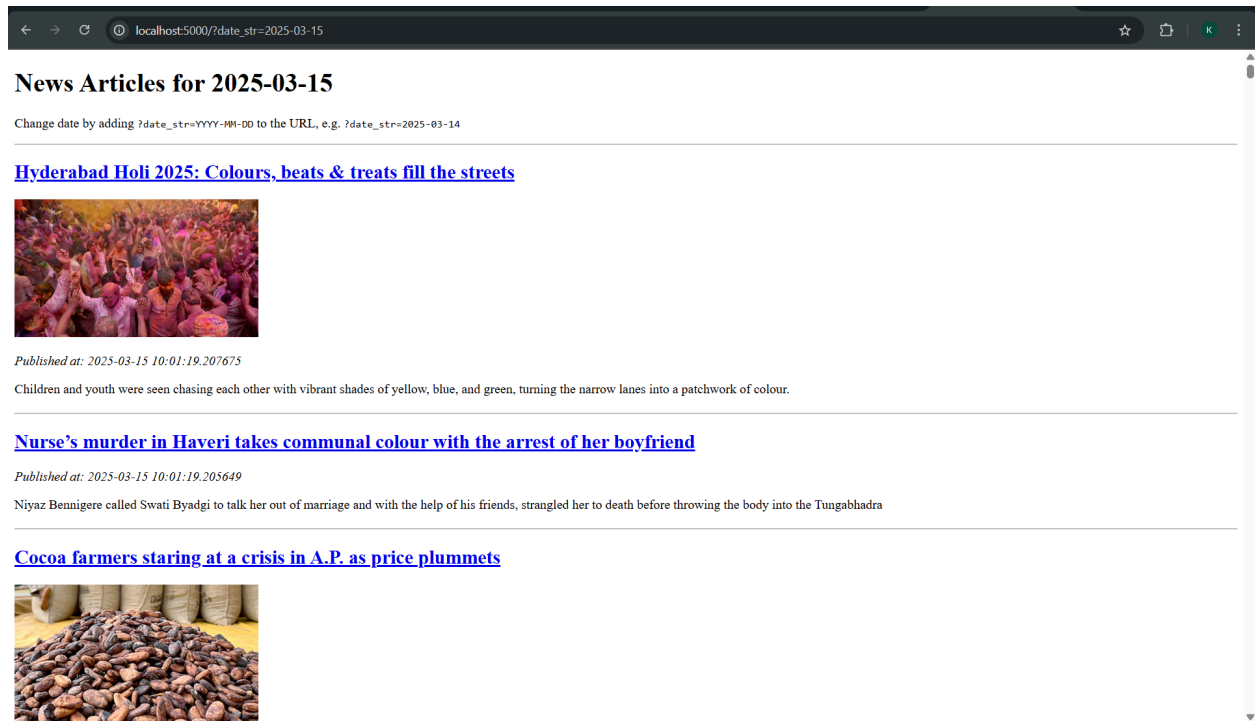 localhost:5000/?date_str=2025-03-15
K
News Articles for 2025-03-15
Change date by adding ?date_str=YYYY-MM-DD to the URL, e.g. ?date_str=2025-03-14
Hyderabad Holi 2025: Colours, beats & treats fill the streets
Published at: 2025-03-15 10:01:19.207675
Children and youth were seen chasing each other with vibrant shades of yellow, blue, and green, turning the narrow lanes into a patchwork of colour.
Nurse’s murder in Haveri takes communal colour with the arrest of her boyfriend
Published at: 2025-03-15 10:01:19.205649
Niyaz Bennigere called Swati Byadgi to talk her out of marriage and with the help of his friends, strangled her to death before throwing the body into the Tungabhadra
Cocoa farmers staring at a crisis in A.P. as price plummets